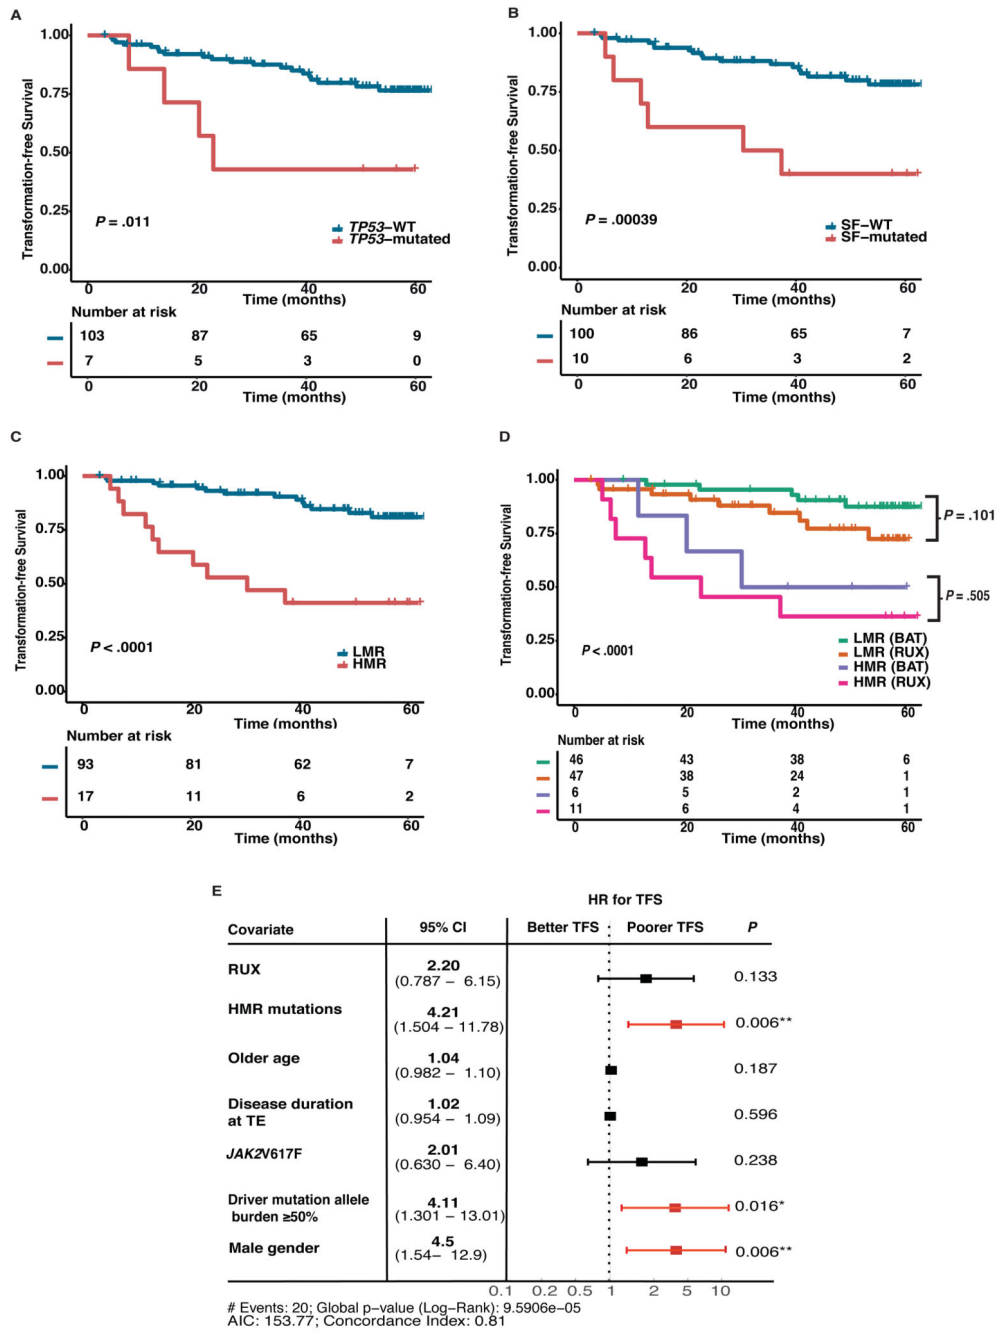 A
Transformation-free Survival
1.00
0.75
0.50
0.25
0.00
P = .011
TP53–WT
TP53–mutated
0 20 40 60
Time (months)
Number at risk
103 87 65 9
7 5 3 0
0 20 40 60
Time (months)
B
Transformation-free Survival
1.00
0.75
0.50
0.25
0.00
P = .00039
SF–WT
SF–mutated
0 20 40 60
Time (months)
Number at risk
100 86 65 7
10 6 3 2
0 20 40 60
Time (months)
C
Transformation-free Survival
1.00
0.75
0.50
0.25
0.00
P < .0001
LMR
HMR
0 20 40 60
Time (months)
Number at risk
93 81 62 7
17 11 6 2
0 20 40 60
Time (months)
D
Transformation-free Survival
1.00
0.75
0.50
0.25
0.00
P = .101
P = .505
P < .0001
LMR (BAT)
LMR (RUX)
HMR (BAT)
HMR (RUX)
0 20 40 60
Time (months)
Number at risk
46 43 38 6
47 38 24 1
6 5 2 1
11 6 4 1
0 20 40 60
Time (months)
E
HR for TFS
Covariate 95% CI Better TFS Poorer TFS P
RUX 2.20
(0.787 – 6.15) 0.133
HMR mutations 4.21
(1.504 – 11.78) 0.006**
Older age 1.04
(0.982 – 1.10) 0.187
Disease duration 1.02
at TE (0.954 – 1.09) 0.596
JAK2V617F 2.01
(0.630 – 6.40) 0.238
Driver mutation allele 4.11
burden ≥50% (1.301 – 13.01) 0.016*
Male gender 4.5
(1.54– 12.9) 0.006**
0.1 0.2 0.5 1 2 5 10
# Events: 20; Global p–value (Log–Rank): 9.5906e–05
AIC: 153.77; Concordance Index: 0.81